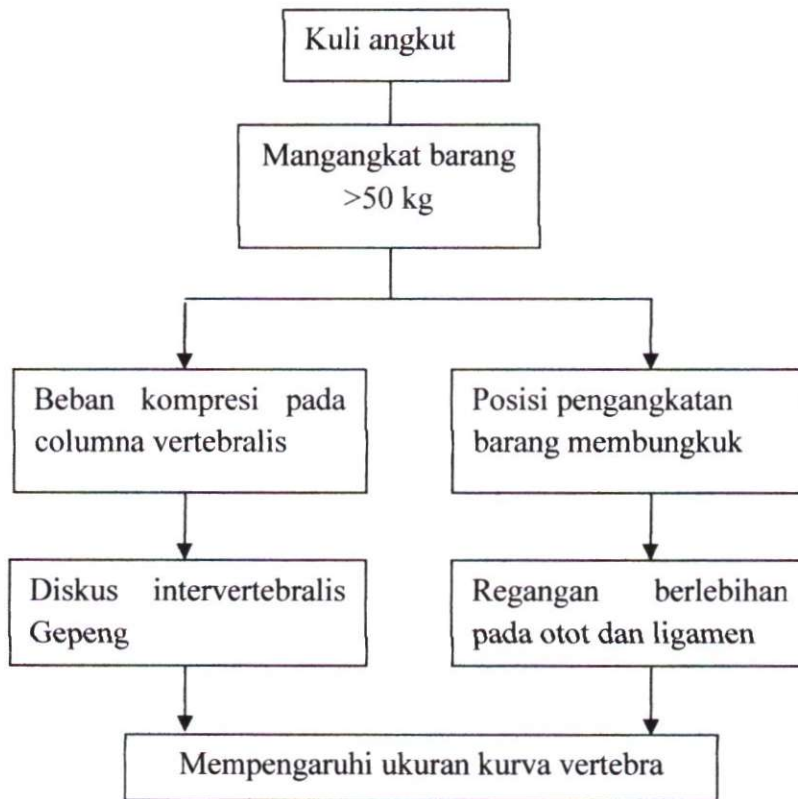 Kuli angkut
Mangangkat barang
>50 kg
Beban kompresi pada
columna vertebralis
Posisi pengangkatan
barang membungkuk
Diskus intervertebralis
Gepeng
Regangan berlebihan
pada otot dan ligamen
Mempengaruhi ukuran kurva vertebra